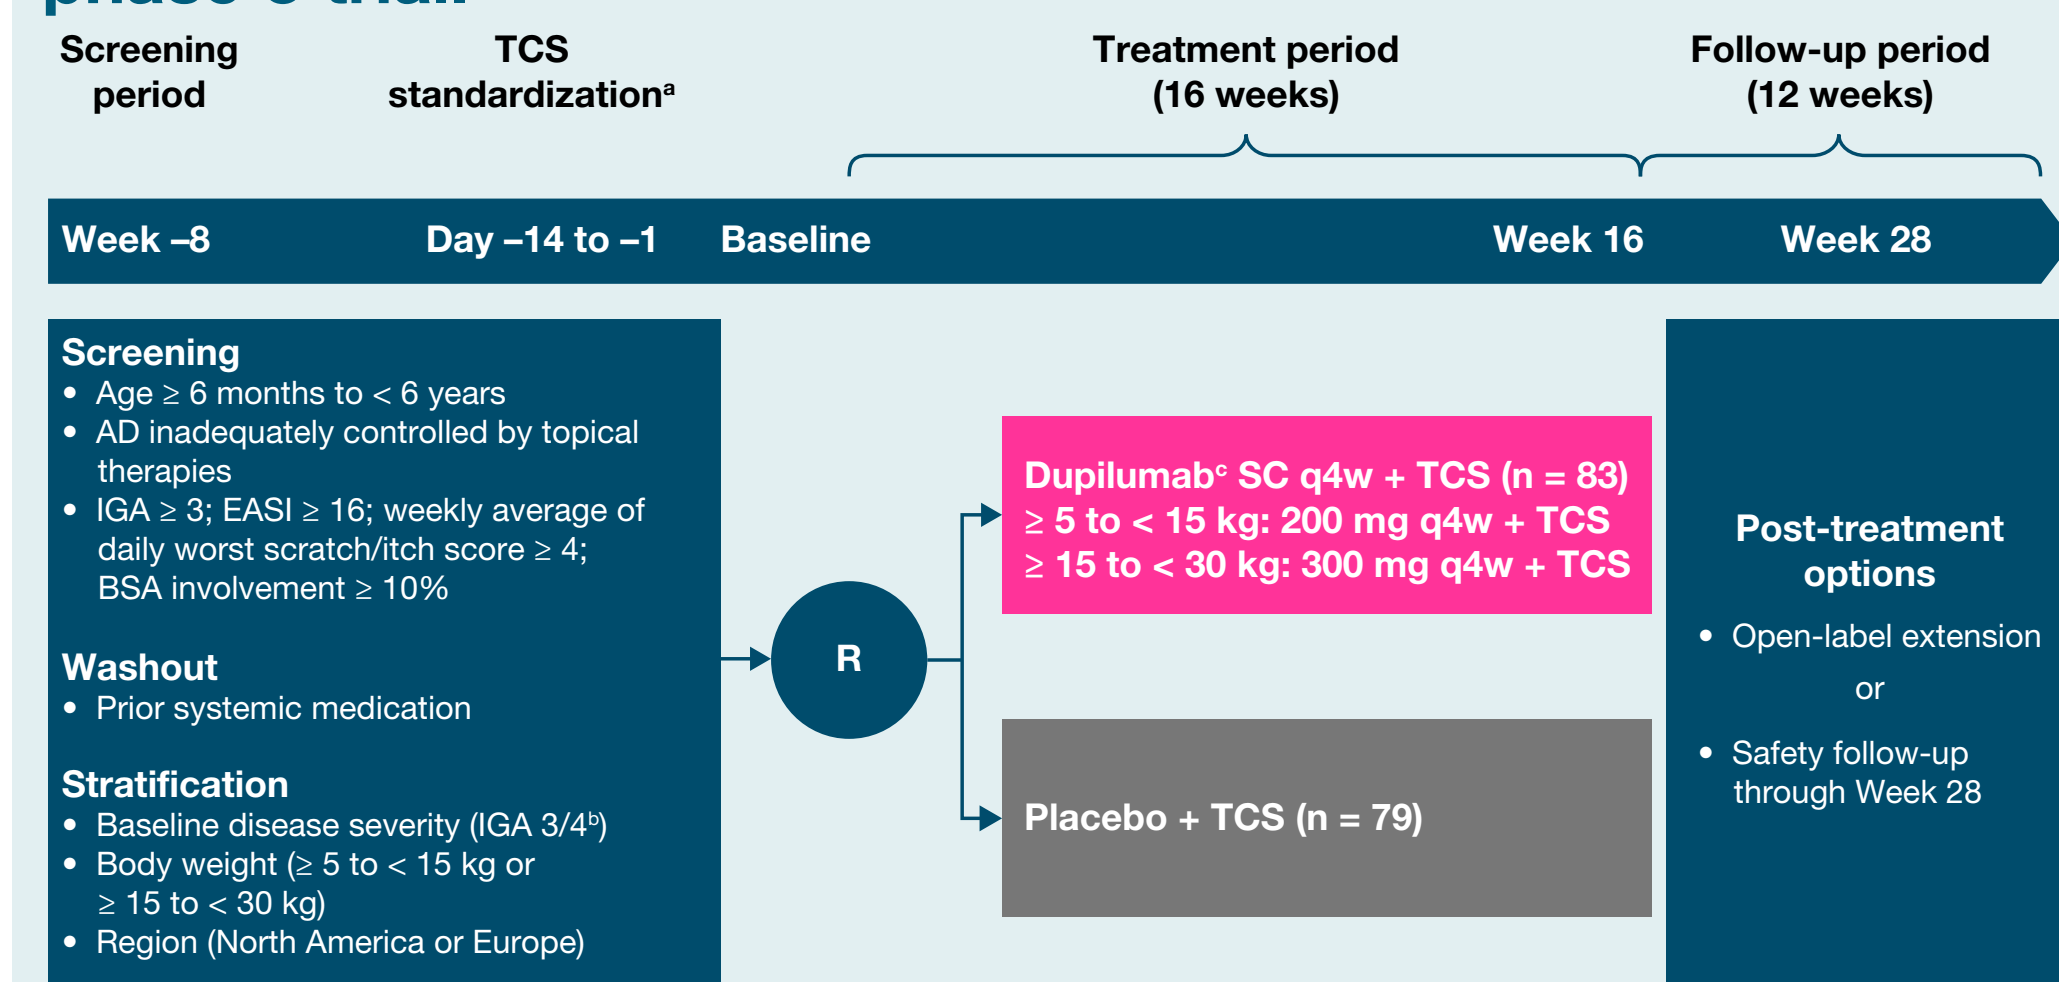 phase 3 trial.
Screening
period
TCS
standardizationᵃ
Treatment period
(16 weeks)
Follow-up period
(12 weeks)
Week –8
Day –14 to –1
Baseline
Week 16
Week 28
Screening
• Age ≥ 6 months to < 6 years
• AD inadequately controlled by topical
therapies
• IGA ≥ 3; EASI ≥ 16; weekly average of
daily worst scratch/itch score ≥ 4;
BSA involvement ≥ 10%
Washout
• Prior systemic medication
Stratification
• Baseline disease severity (IGA 3/4ᵇ)
• Body weight (≥ 5 to < 15 kg or
≥ 15 to < 30 kg)
• Region (North America or Europe)
R
Dupilumabᶜ SC q4w + TCS (n = 83)
≥ 5 to < 15 kg: 200 mg q4w + TCS
≥ 15 to < 30 kg: 300 mg q4w + TCS
Placebo + TCS (n = 79)
Post-treatment
options
• Open-label extension
or
• Safety follow-up
through Week 28